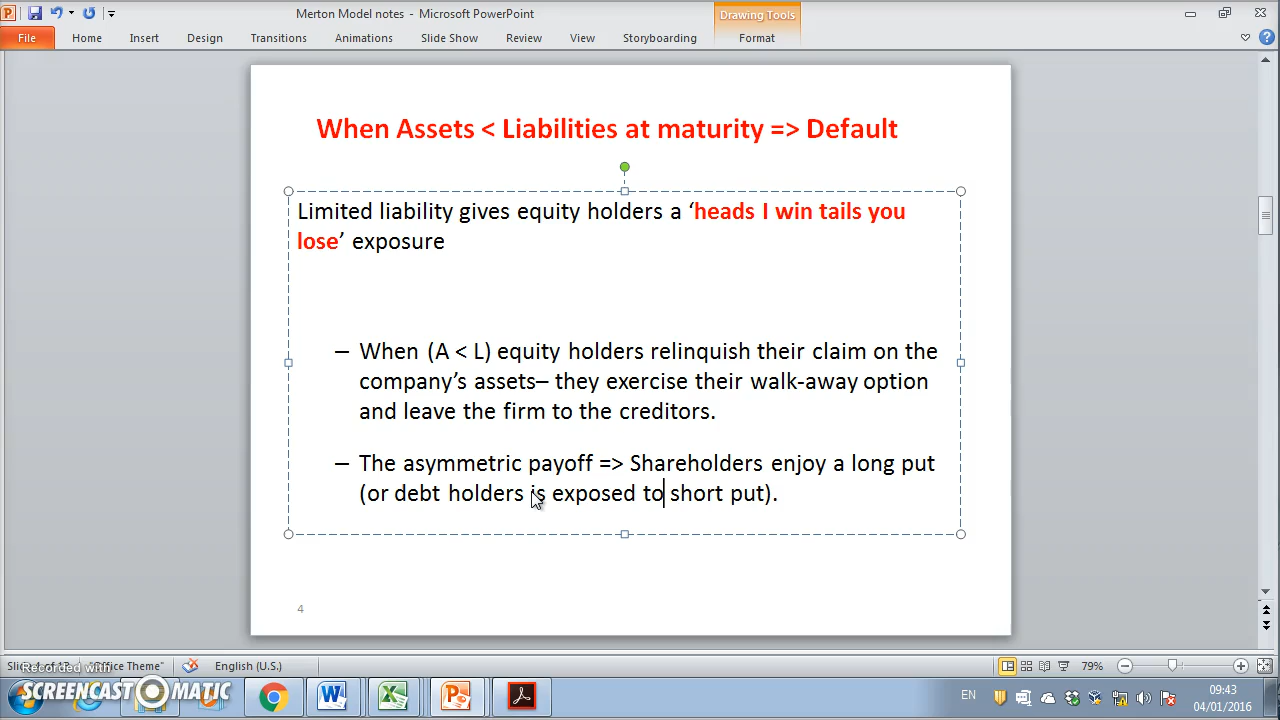 Merton Model notes - Microsoft PowerPoint
Drawing Tools
File Home Insert Design Transitions Animations Slide Show Review View Storyboarding Format
When Assets < Liabilities at maturity => Default
Limited liability gives equity holders a ‘heads I win tails you
lose’ exposure
– When (A < L) equity holders relinquish their claim on the
company’s assets– they exercise their walk-away option
and leave the firm to the creditors.
– The asymmetric payoff => Shareholders enjoy a long put
(or debt holders is exposed to short put).
4
Recorded with
"Office Theme" English (U.S.) 79%
SCREENCAST MATIC
EN 09:43
04/01/2016